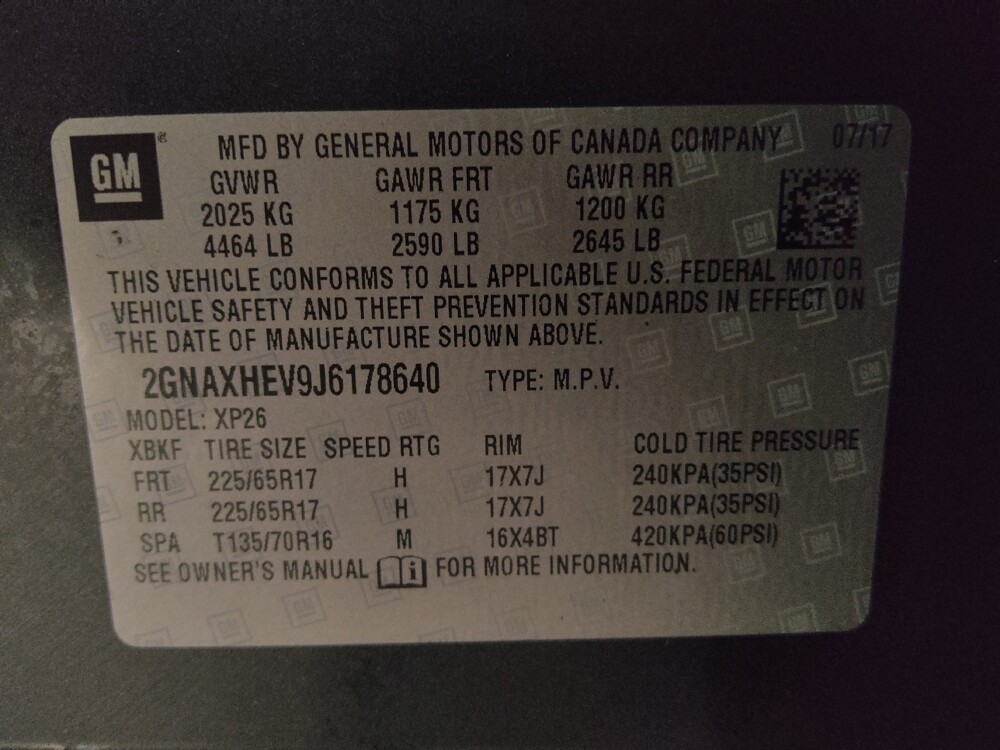 GM
MFD BY GENERAL MOTORS OF CANADA COMPANY 07/17
GVWR GAWR FRT GAWR RR
2025 KG 1175 KG 1200 KG
4464 LB 2590 LB 2645 LB
THIS VEHICLE CONFORMS TO ALL APPLICABLE U.S. FEDERAL MOTOR
VEHICLE SAFETY AND THEFT PREVENTION STANDARDS IN EFFECT ON
THE DATE OF MANUFACTURE SHOWN ABOVE.
2GNAXHEV9J6178640 TYPE: M.P.V.
MODEL: XP26
XBKF TIRE SIZE SPEED RTG RIM COLD TIRE PRESSURE
FRT 225/65R17 H 17X7J 240KPA(35PSI)
RR 225/65R17 H 17X7J 240KPA(35PSI)
SPA T135/70R16 M 16X4BT 420KPA(60PSI)
SEE OWNER'S MANUAL FOR MORE INFORMATION.